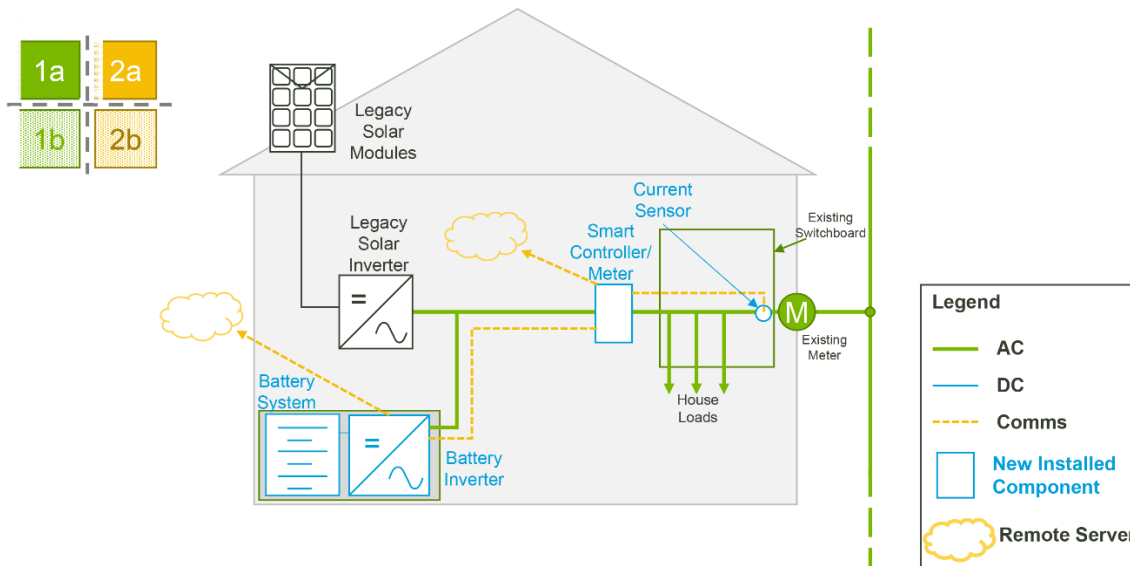 1a
2a
1b
2b
Legacy
Solar
Modules
Legacy
Solar
Inverter
Current
Sensor
Smart
Controller/
Meter
Existing
Switchboard
M
Existing
Meter
House
Loads
Battery
System
Battery
Inverter
Legend
AC
DC
Comms
New Installed
Component
Remote Server